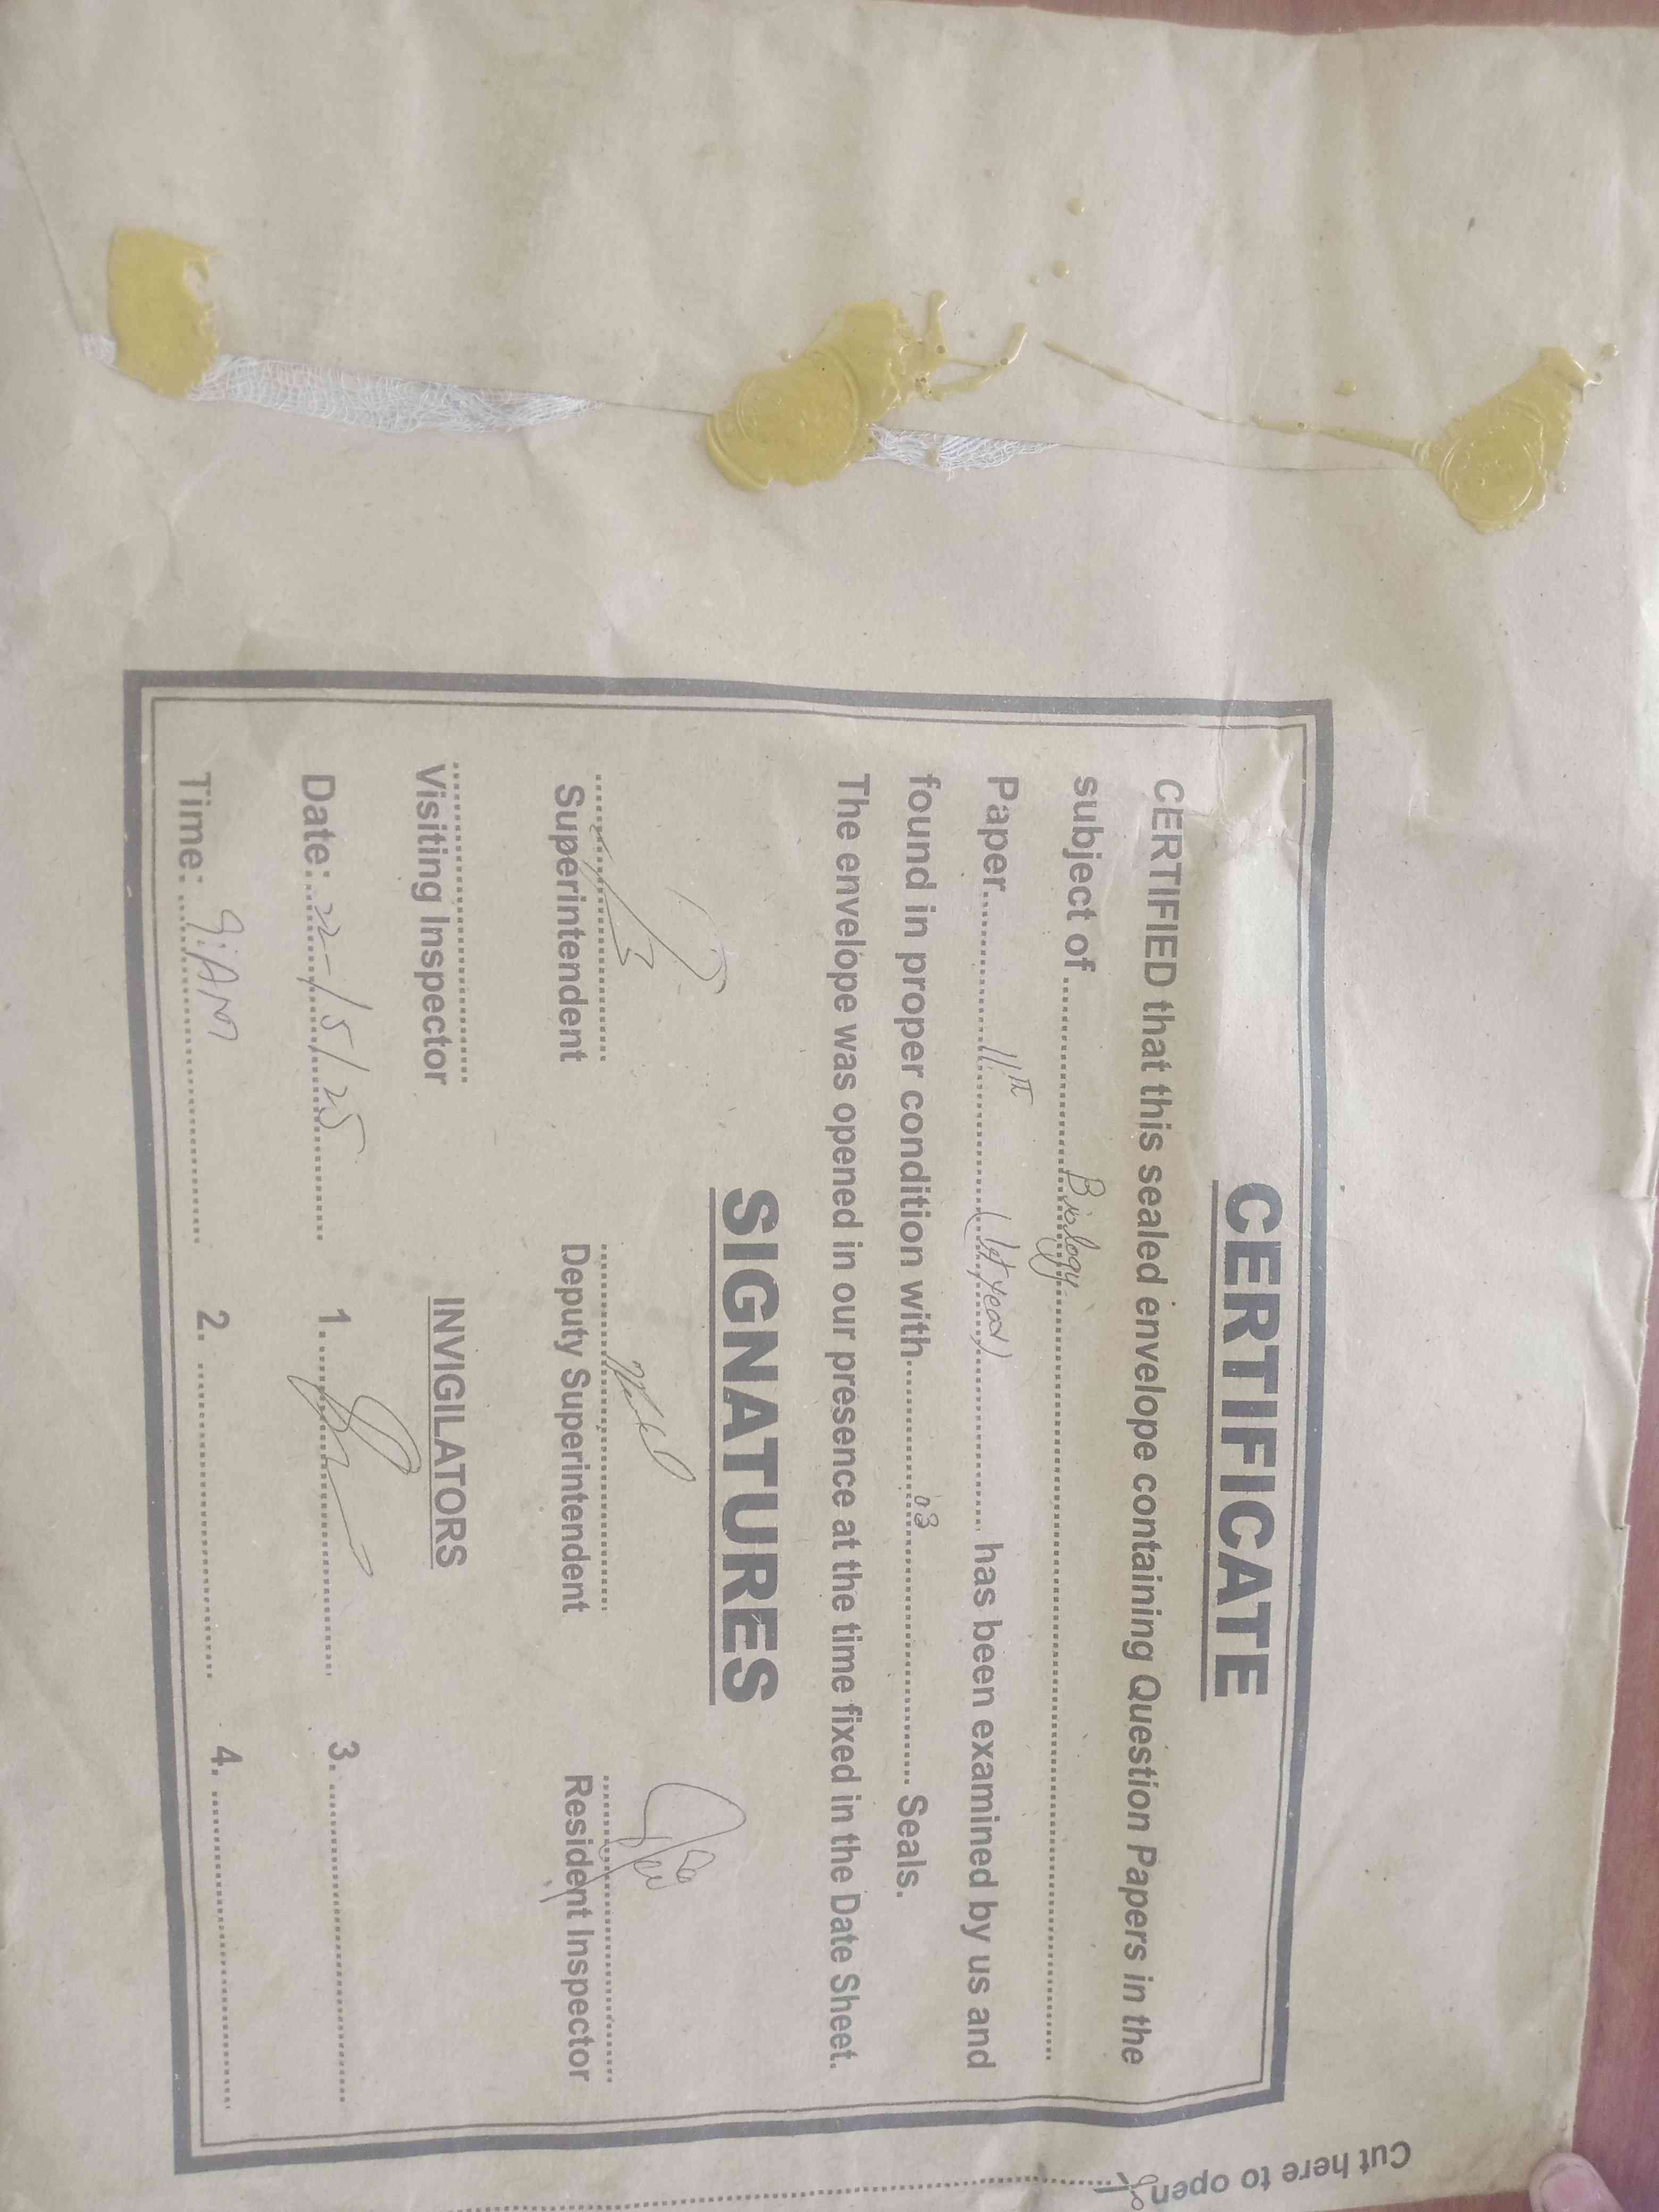 CERTIFICATE
CERTIFIED that this sealed envelope containing Question Papers in the
subject of ........ Biology ........
Paper ........ 11th (1st year) ........ has been examined by us and
found in proper condition with ........ 03 ........ Seals.
The envelope was opened in our presence at the time fixed in the Date Sheet.
SIGNATURES
Superintendent Deputy Superintendent Resident Inspector
Visiting Inspector INVIGILATORS
Date: 22/5/25 1. ........ 3. ........
Time: ........ 2. ........ 4. ........
Cut here to open